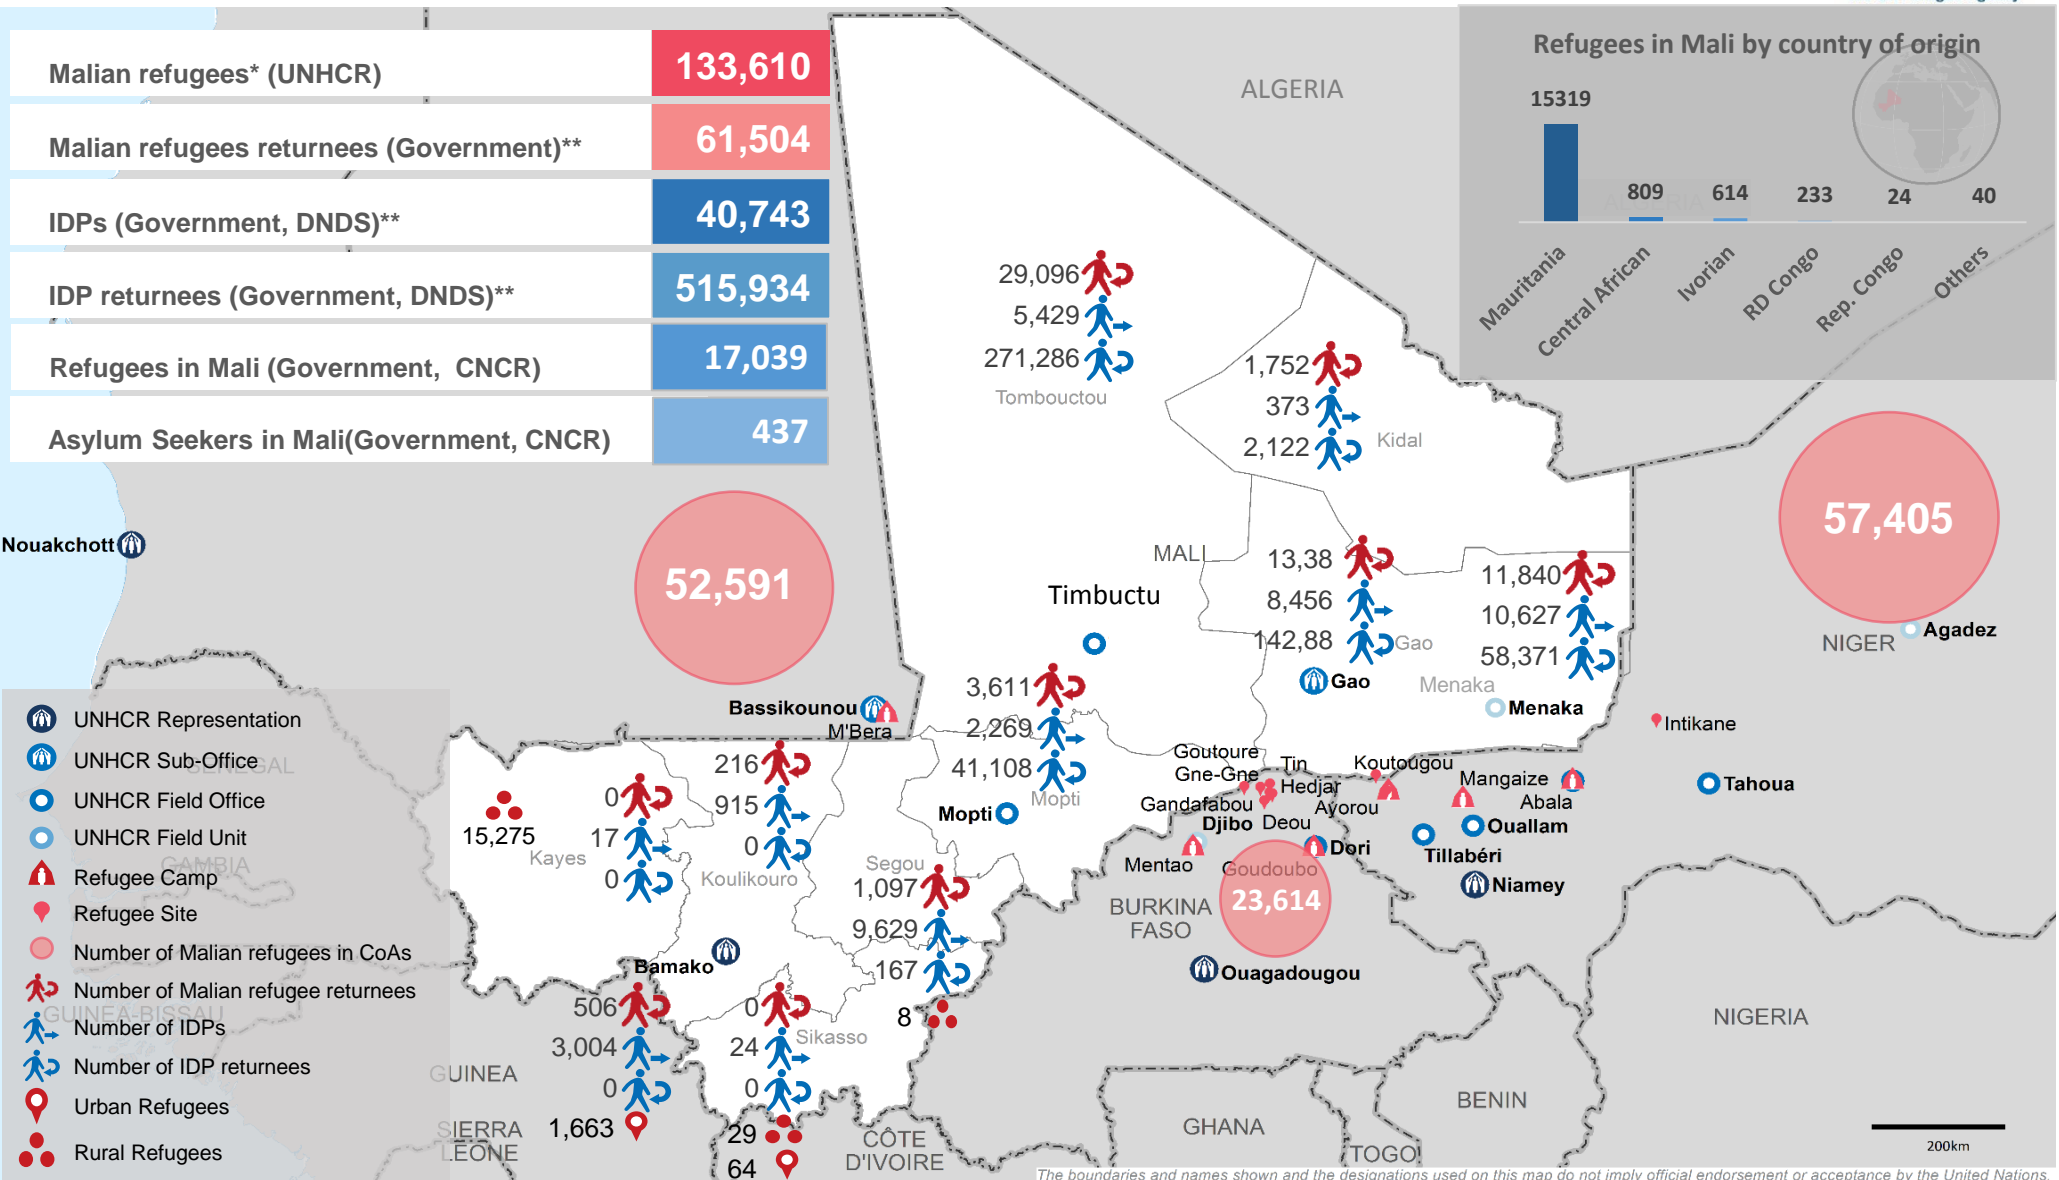 Malian refugees* (UNHCR)
133,610
Malian refugees returnees (Government)**
61,504
IDPs (Government, DNDS)**
40,743
IDP returnees (Government, DNDS)**
515,934
Refugees in Mali (Government, CNCR)
17,039
Asylum Seekers in Mali(Government, CNCR)
437
Refugees in Mali by country of origin
15319
809
614
233
24
40
Mauritania
Central African
Ivorian
RD Congo
Rep. Congo
Others
ALGERIA
ALGERIA
29,096
5,429
271,286
Tombouctou
1,752
373
2,122
Kidal
57,405
52,591
Nouakchott
MALI
Timbuctu
13,38
8,456
142,88
Gao
Gao
11,840
10,627
58,371
Menaka
Menaka
NIGER
Agadez
Intikane
Tahoua
Bassikounou
M'Bera
3,611
2,269
41,108
Mopti
Mopti
Goutoure
Gne-Gne
Tin
Hedjar
Koutougou
Mangaize
Abala
Gandafabou
Ayorou
Djibo
Deou
Ouallam
Tillabéri
Niamey
Mentao
Goudoubo
Dori
23,614
BURKINA
FASO
Ouagadougou
15,275
0
17
0
Kayes
216
915
0
Koulikouro
Segou
1,097
9,629
167
8
Bamako
506
3,004
0
1,663
0
24
0
Sikasso
29
64
UNHCR Representation
UNHCR Sub-Office
SENEGAL
UNHCR Field Office
UNHCR Field Unit
GAMBIA
Refugee Camp
Refugee Site
Number of Malian refugees in CoAs
Number of Malian refugee returnees
GUINEA-BISSAU
Number of IDPs
Number of IDP returnees
Urban Refugees
Rural Refugees
GUINEA
SIERRA
LEONE
CÔTE
D'IVOIRE
GHANA
TOGO
BENIN
NIGERIA
200km
The boundaries and names shown and the designations used on this map do not imply official endorsement or acceptance by the United Nations.